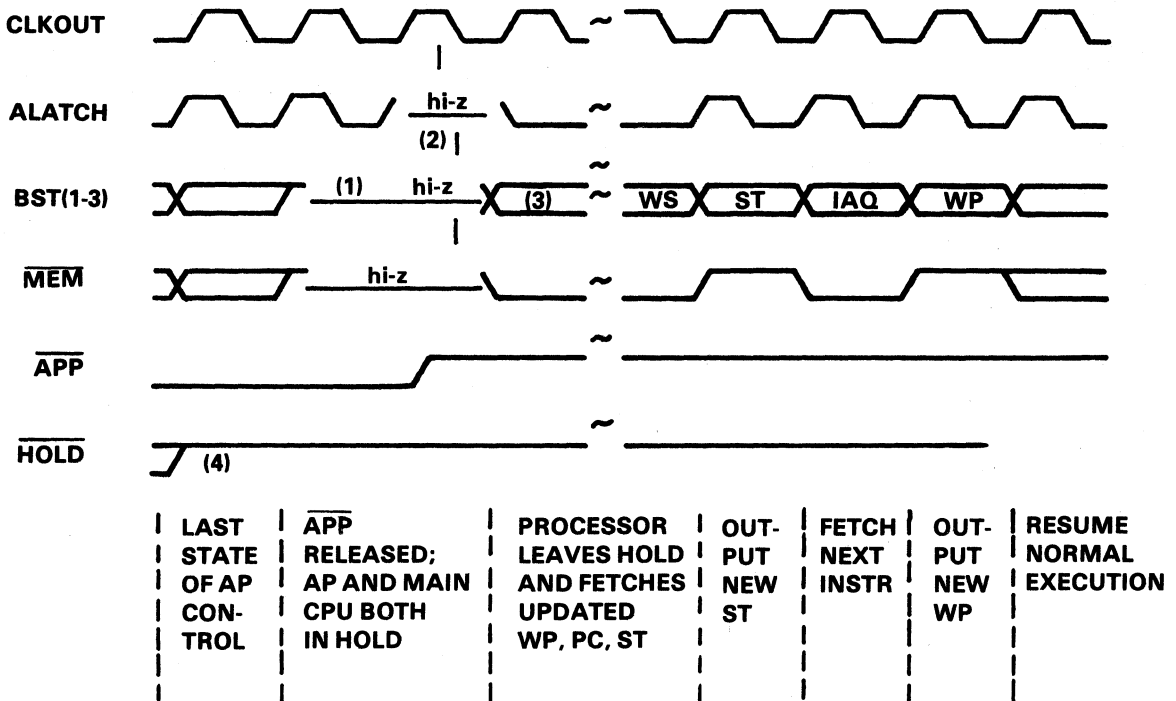 CLKOUT
ALATCH
hi-z
(2)
BST(1-3)
(1)
hi-z
(3)
WS
ST
IAQ
WP
MEM
hi-z
APP
HOLD
(4)
LAST
STATE
OF AP
CON-
TROL
APP
RELEASED;
AP AND MAIN
CPU BOTH
IN HOLD
PROCESSOR
LEAVES HOLD
AND FETCHES
UPDATED
WP, PC, ST
OUT-
PUT
NEW
ST
FETCH
NEXT
INSTR
OUT-
PUT
NEW
WP
RESUME
NORMAL
EXECUTION